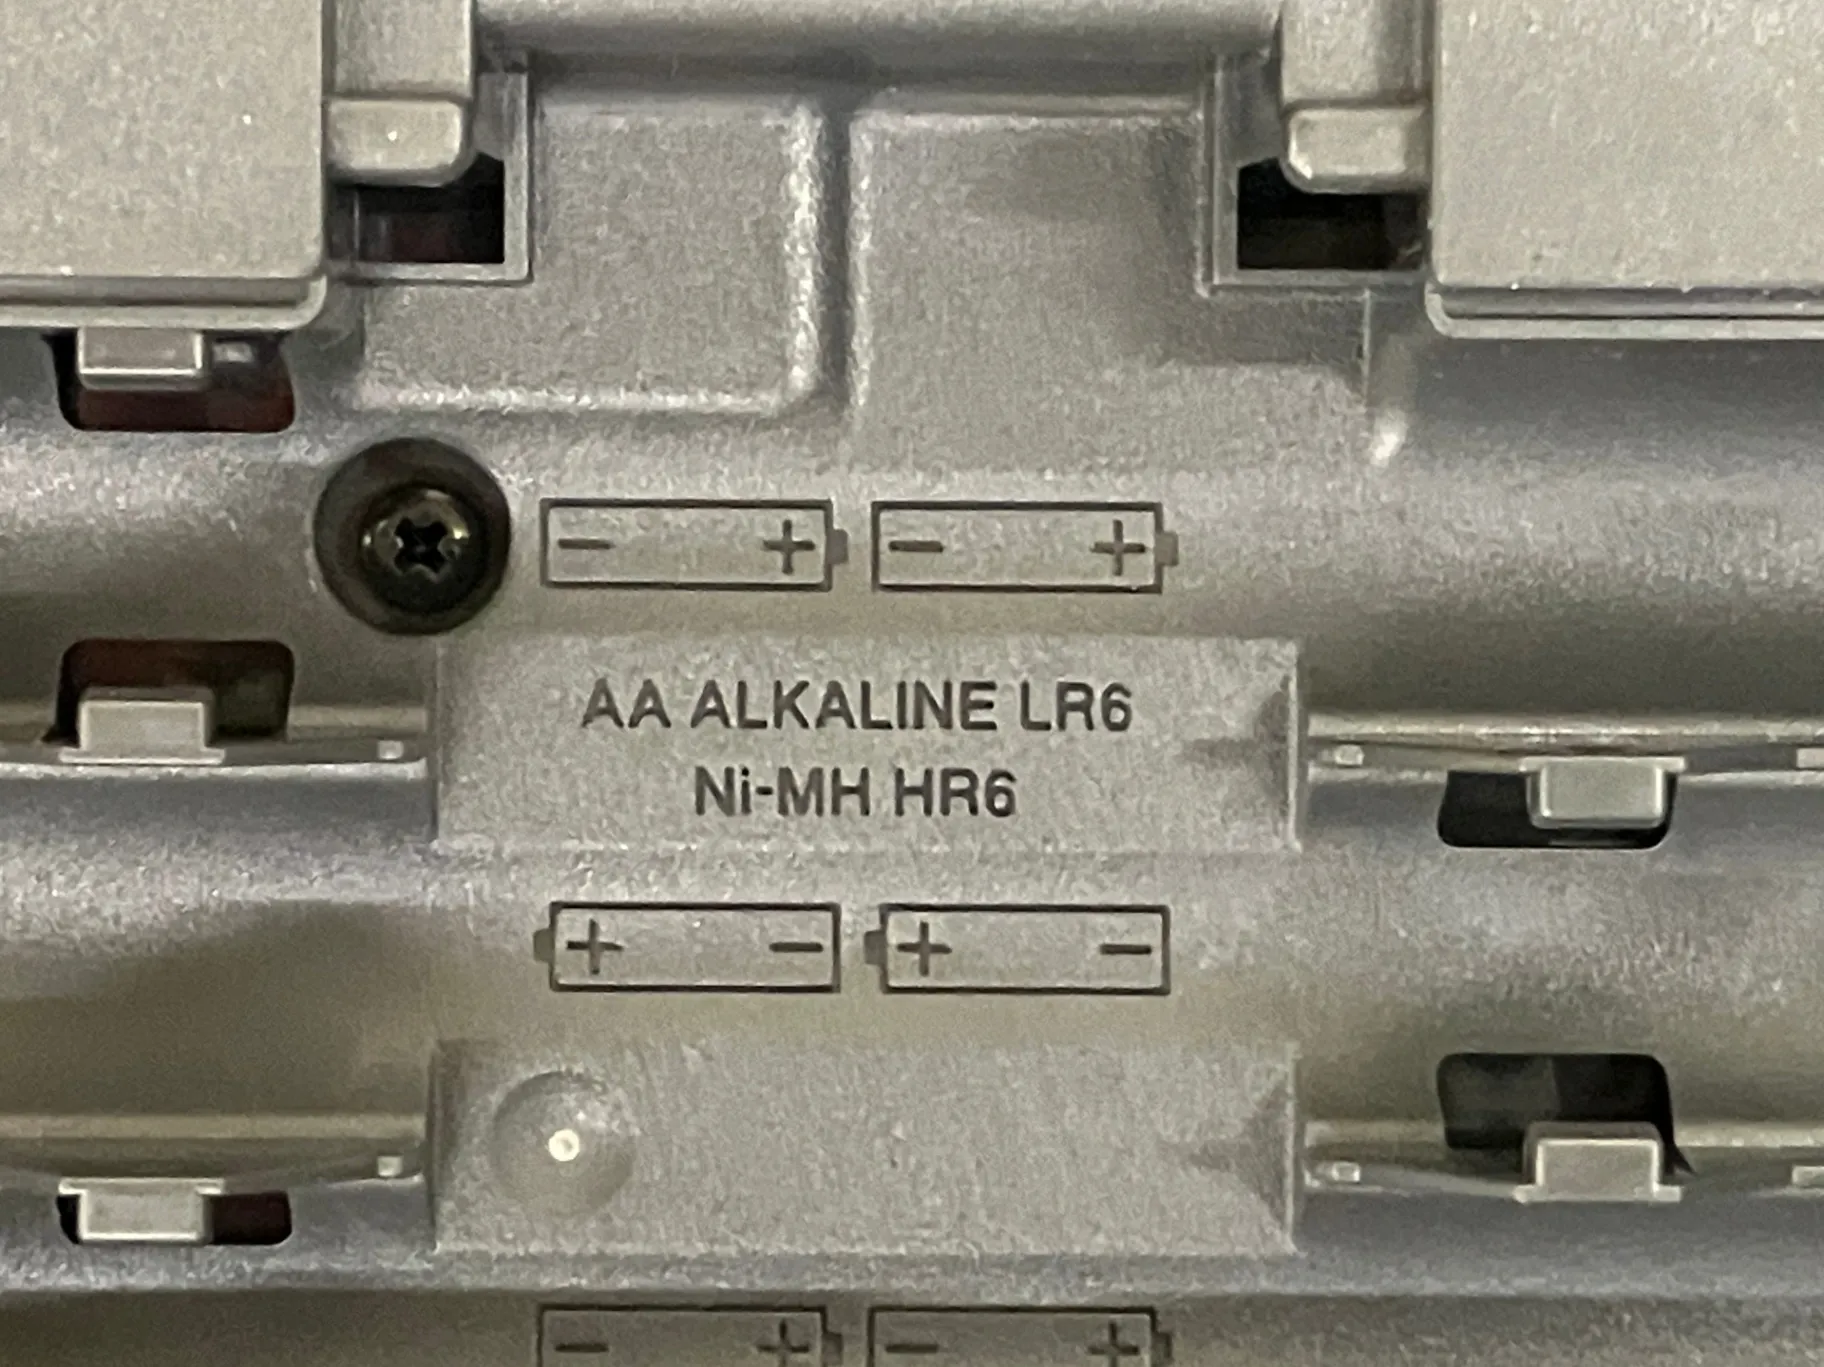 - + - +
AA ALKALINE LR6
Ni-MH HR6
+ - + -
- + - +